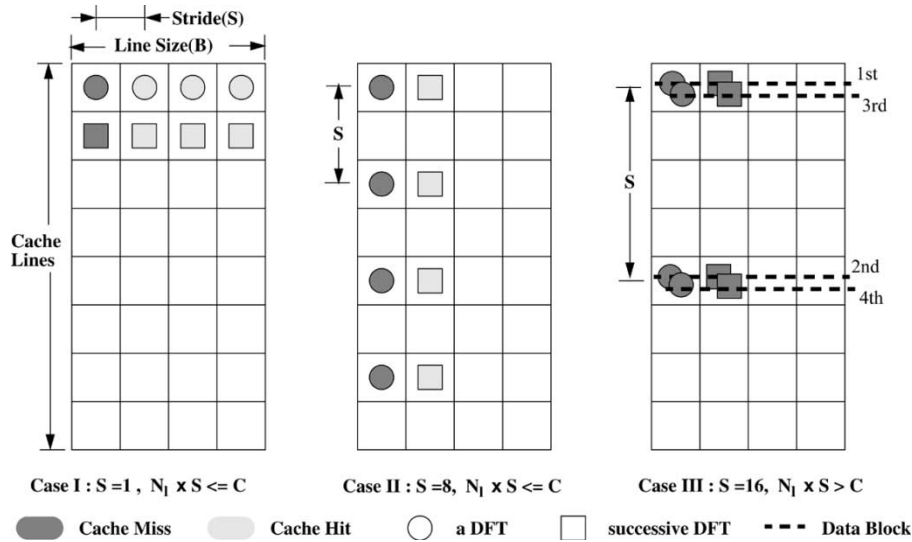 Stride(S)
Line Size(B)
Cache
Lines
S
S
1st
3rd
2nd
4th
Case I : S =1 , N_l x S <= C
Case II : S=8, N_l x S <= C
Case III : S=16, N_l x S > C
Cache Miss
Cache Hit
a DFT
successive DFT
Data Block